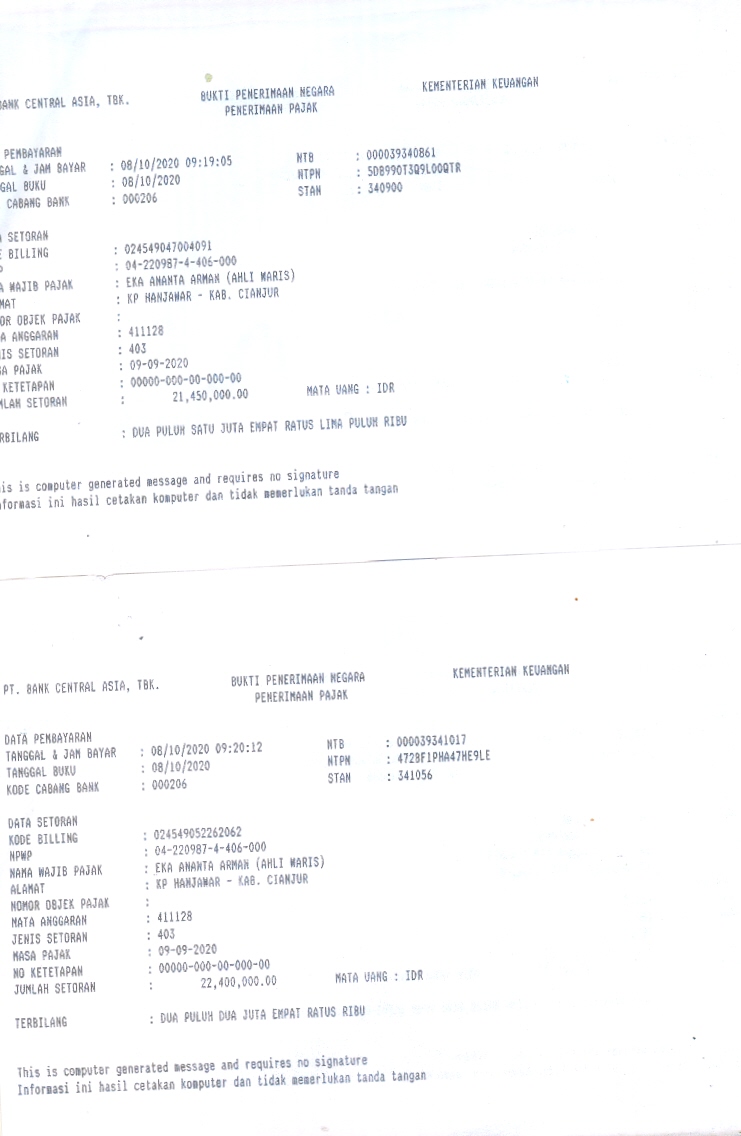 BANK CENTRAL ASIA, TBK. BUKTI PENERIMAAN NEGARA KEMENTERIAN KEUANGAN
PENERIMAAN PAJAK
PEMBAYARAN
GAL & JAM BAYAR : 08/10/2020 09:19:05 NTB : 000039340861
GAL BUKU : 08/10/2020 NTPN : 5D8990T3Q9LOOQTR
CABANG BANK : 000206 STAN : 340900
SETORAN
E BILLING : 024549047004091
P : 04-220987-4-406-000
A WAJIB PAJAK : EKA ANANTA ARMAN (AHLI WARIS)
MAT : KP HANJAWAR - KAB. CIANJUR
OR OBJEK PAJAK :
A ANGGARAN : 411128
NIS SETORAN : 403
SA PAJAK : 09-09-2020
KETETAPAN : 00000-000-00-000-00
MLAH SETORAN : 21,450,000.00 MATA UANG : IDR
RBILANG : DUA PULUH SATU JUTA EMPAT RATUS LIMA PULUH RIBU
his is computer generated message and requires no signature
nformasi ini hasil cetakan komputer dan tidak memerlukan tanda tangan
PT. BANK CENTRAL ASIA, TBK. BUKTI PENERIMAAN NEGARA KEMENTERIAN KEUANGAN
PENERIMAAN PAJAK
DATA PEMBAYARAN
TANGGAL & JAM BAYAR : 08/10/2020 09:20:12 NTB : 000039341017
TANGGAL BUKU : 08/10/2020 NTPN : 4728F1PHA47HE9LE
KODE CABANG BANK : 000206 STAN : 341056
DATA SETORAN
KODE BILLING : 024549052262062
NPWP : 04-220987-4-406-000
NAMA WAJIB PAJAK : EKA ANANTA ARMAN (AHLI WARIS)
ALAMAT : KP HANJAWAR - KAB. CIANJUR
NOMOR OBJEK PAJAK :
MATA ANGGARAN : 411128
JENIS SETORAN : 403
MASA PAJAK : 09-09-2020
NO KETETAPAN : 00000-000-00-000-00
JUMLAH SETORAN : 22,400,000.00 MATA UANG : IDR
TERBILANG : DUA PULUH DUA JUTA EMPAT RATUS RIBU
This is computer generated message and requires no signature
Informasi ini hasil cetakan komputer dan tidak memerlukan tanda tangan